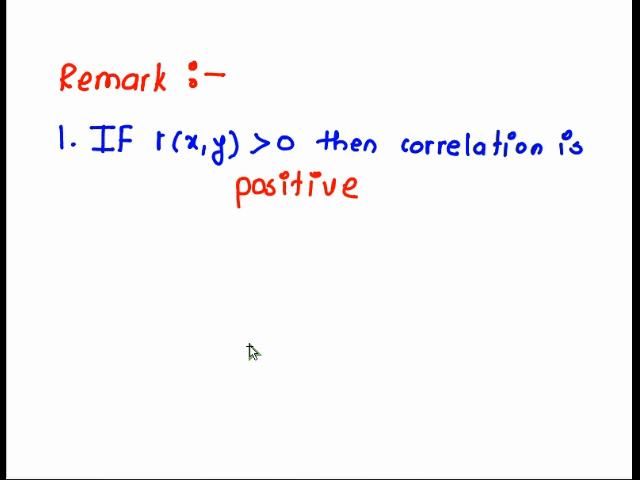 Remark :-
1. IF r(x,y) > 0 then correlation is
positive